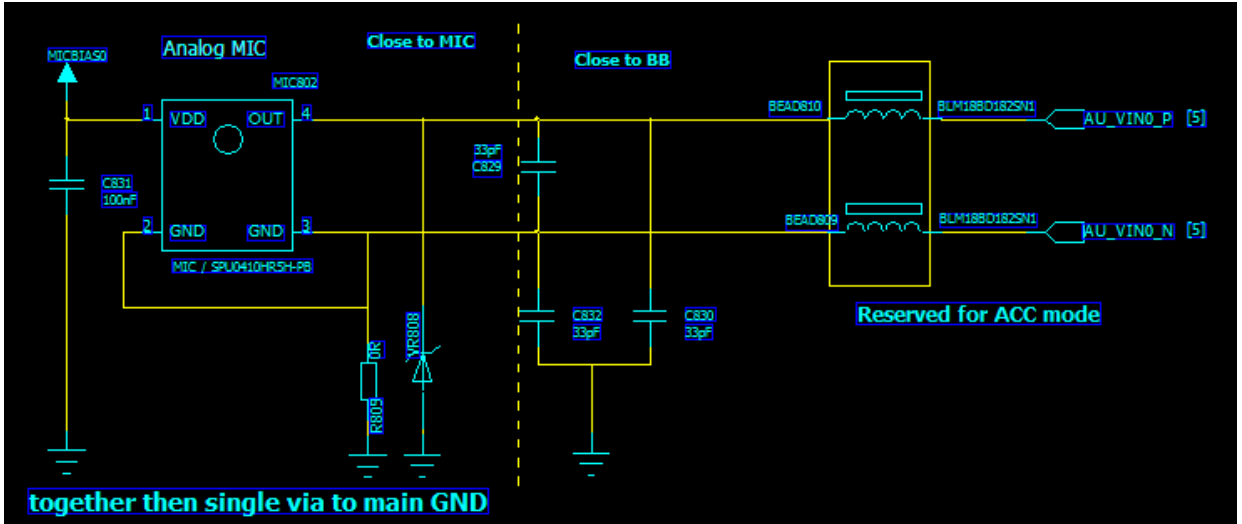 Analog MIC
Close to MIC
Close to BB
MICBIAS0
MIC802
1
VDD
OUT
4
BEAD810
BLM18BD182SN1
AU_VIN0_P
[5]
33pF
C829
C831
100nF
2
GND
GND
3
BEAD809
BLM18BD182SN1
AU_VIN0_N
[5]
MIC / SPU0410HR5H-PB
C832
33pF
C830
33pF
Reserved for ACC mode
VR808
0R
R805
together then single via to main GND